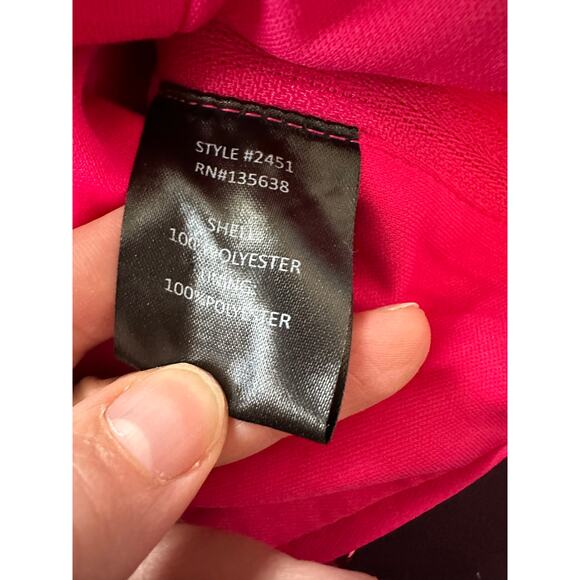 STYLE #2451
RN#135638
SHELL
100% POLYESTER
LINING
100% POLYESTER